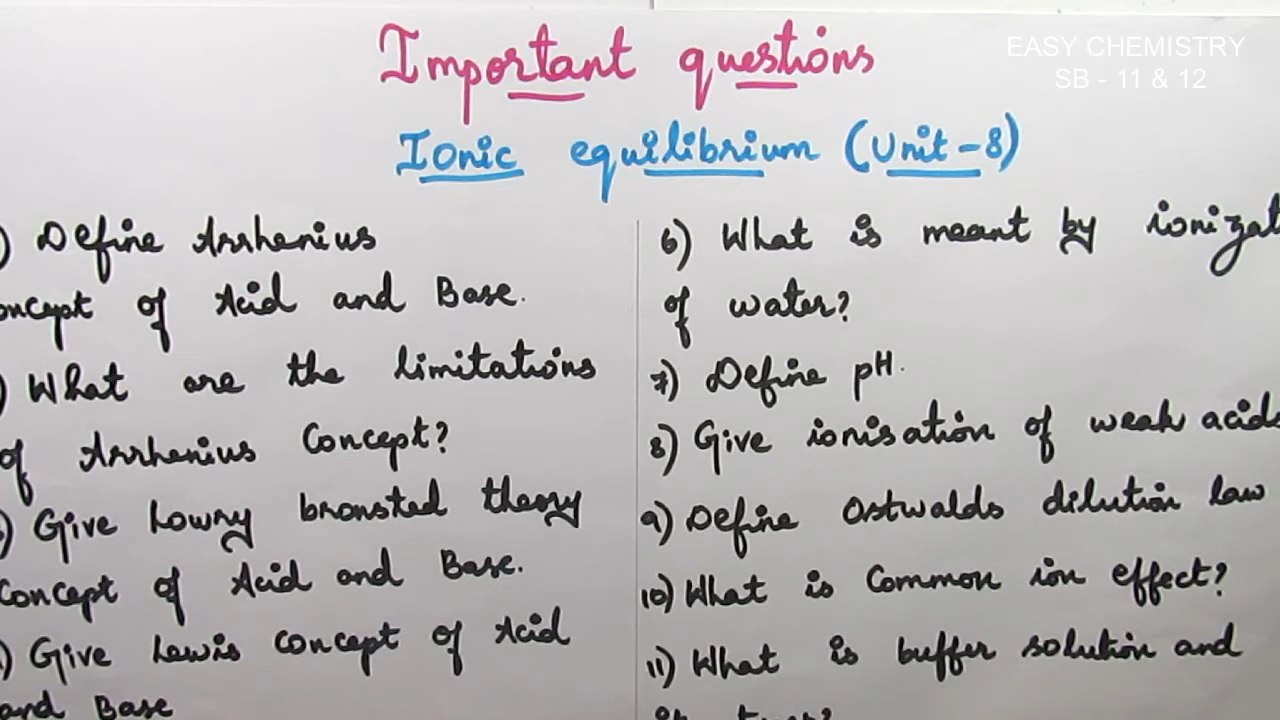 Important questions
EASY CHEMISTRY
SB - 11 & 12
Ionic equilibrium (Unit-8)
) Define Arrhenius
oncept of Acid and Base.
) What are the limitations
of Arrhenius Concept?
) Give Lowry bronsted theory
Concept of Acid and Base.
) Give Lewis concept of Acid
and Base
6) What is meant by ionizat
of water?
7) Define pH.
8) Give ionisation of weak acids
9) Define Ostwalds dilution law
10) What is Common ion effect?
11) What is buffer solution and